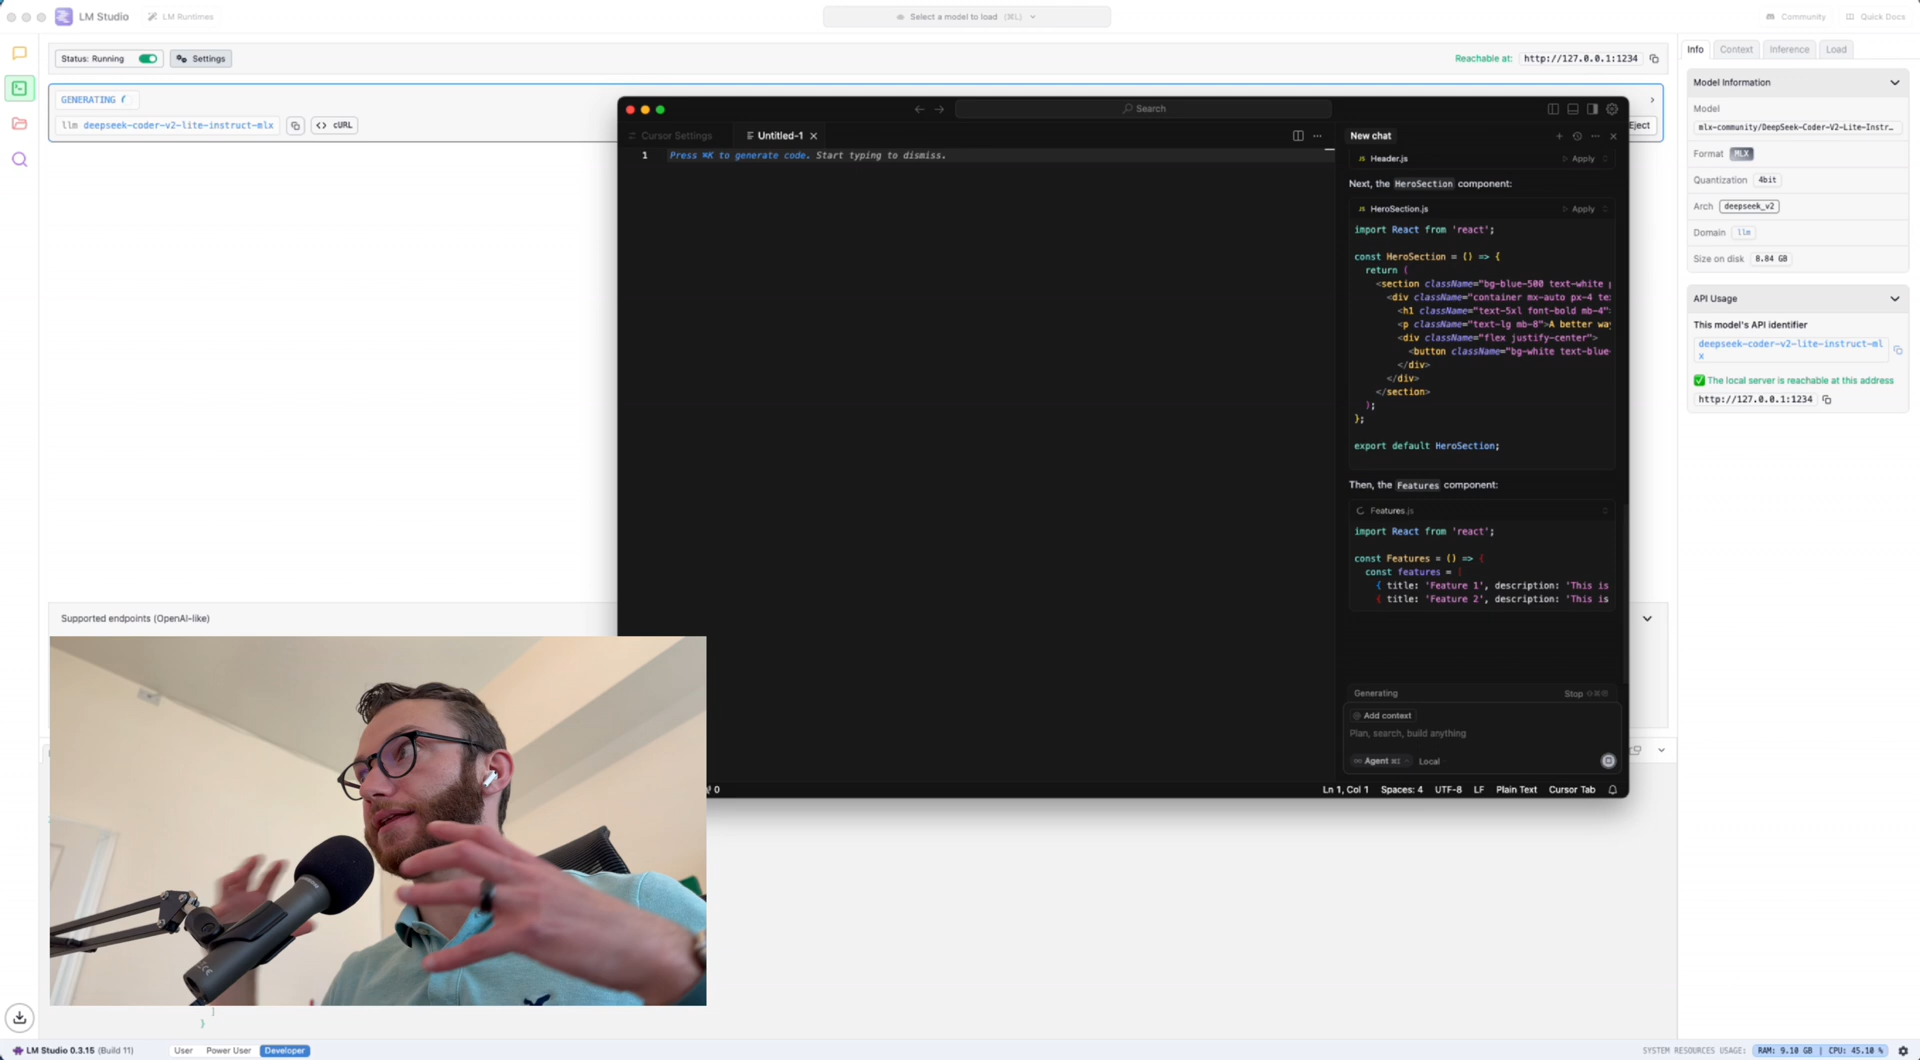 LM Studio
LM Runtimes
Select a model to load (⌘L)
Community
Quick Docs
Status: Running
Settings
Reachable at: http://127.0.0.1:1234
GENERATING
llm deepseek-coder-v2-lite-instruct-mlx
<> cURL
Eject
Supported endpoints (OpenAI-like)
Search
Cursor Settings
Untitled-1
1
Press ⌘K to generate code. Start typing to dismiss.
New chat
JS Header.js
Apply
Next, the HeroSection component:
JS HeroSection.js
Apply
import React from 'react';
const HeroSection = () => {
return (
<section className="bg-blue-500 text-white p
<div className="container mx-auto px-4 te
<h1 className="text-5xl font-bold mb-4"
<p className="text-lg mb-8">A better way
<div className="flex justify-center">
<button className="bg-white text-blue-
</div>
</div>
</section>
);
};
export default HeroSection;
Then, the Features component:
Features.js
import React from 'react';
const Features = () => {
const features = [
{ title: 'Feature 1', description: 'This is
{ title: 'Feature 2', description: 'This is
Generating
Stop
Add context
Plan, search, build anything
Agent ⌘I
Local
0
Ln 1, Col 1
Spaces: 4
UTF-8
LF
Plain Text
Cursor Tab
Info
Context
Inference
Load
Model Information
Model
mlx-community/DeepSeek-Coder-V2-Lite-Instr...
Format MLX
Quantization 4bit
Arch deepseek_v2
Domain llm
Size on disk 8.84 GB
API Usage
This model's API identifier
deepseek-coder-v2-lite-instruct-ml
x
The local server is reachable at this address
http://127.0.0.1:1234
]
}
LM Studio 0.3.15 (Build 11)
User
Power User
Developer
SYSTEM RESOURCES USAGE:
RAM: 9.10 GB | CPU: 45.10 %